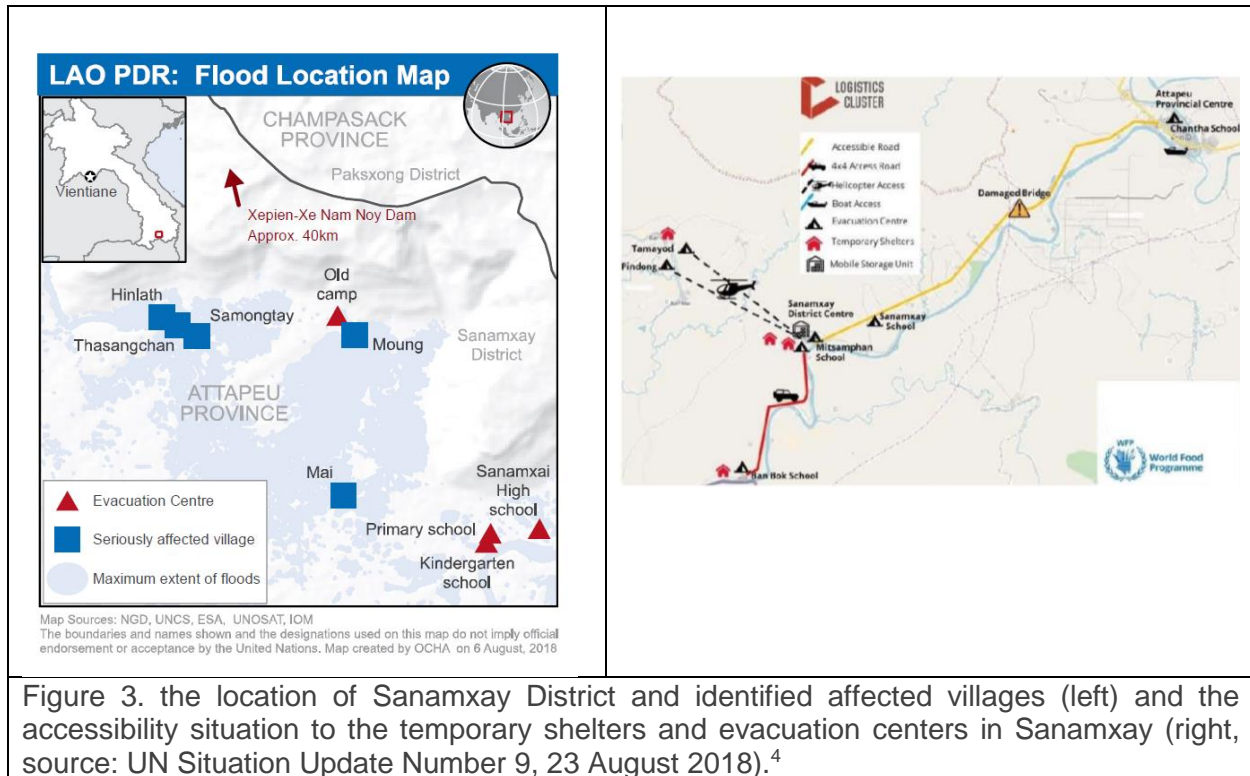 LAO PDR: Flood Location Map
CHAMPASACK
PROVINCE
Vientiane
Paksxong District
Xepien-Xe Nam Noy Dam
Approx. 40km
Old
camp
Hinlath
Samongtay
Thasangchan
Moung
Sanamxay
District
ATTAPEU
PROVINCE
Mai
Sanamxai
High
school
Primary school
Kindergarten
school
Evacuation Centre
Seriously affected village
Maximum extent of floods
Map Sources: NGD, UNCS, ESA, UNOSAT, IOM
The boundaries and names shown and the designations used on this map do not imply official
endorsement or acceptance by the United Nations. Map created by OCHA on 6 August, 2018
LOGISTICS
CLUSTER
Accessible Road
4x4 Access Road
Helicopter Access
Boat Access
Evacuation Centre
Temporary Shelters
Mobile Storage Unit
Attapeu
Provincial Centre
Chantha School
Damaged Bridge
Tamayod
Findong
Sanamxay
District Centre
Sanamxay
School
Mitsamphan
School
Ban Bok School
WFP
World Food
Programme
Figure 3. the location of Sanamxay District and identified affected villages (left) and the
accessibility situation to the temporary shelters and evacuation centers in Sanamxay (right,
source: UN Situation Update Number 9, 23 August 2018).4